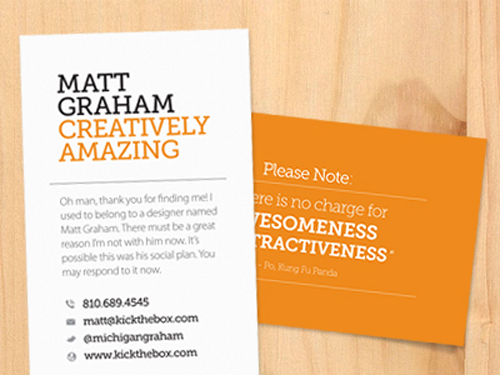 MATT
GRAHAM
CREATIVELY
AMAZING
Oh man, thank you for finding me! I
used to belong to a designer named
Matt Graham. There must be a great
reason I'm not with him now. It's
possible this was his social plan. You
may respond to it now.
810.689.4545
matt@kickthebox.com
@michigangraham
www.kickthebox.com
Please Note:
is no charge for
"
- Po, Kung Fu Panda